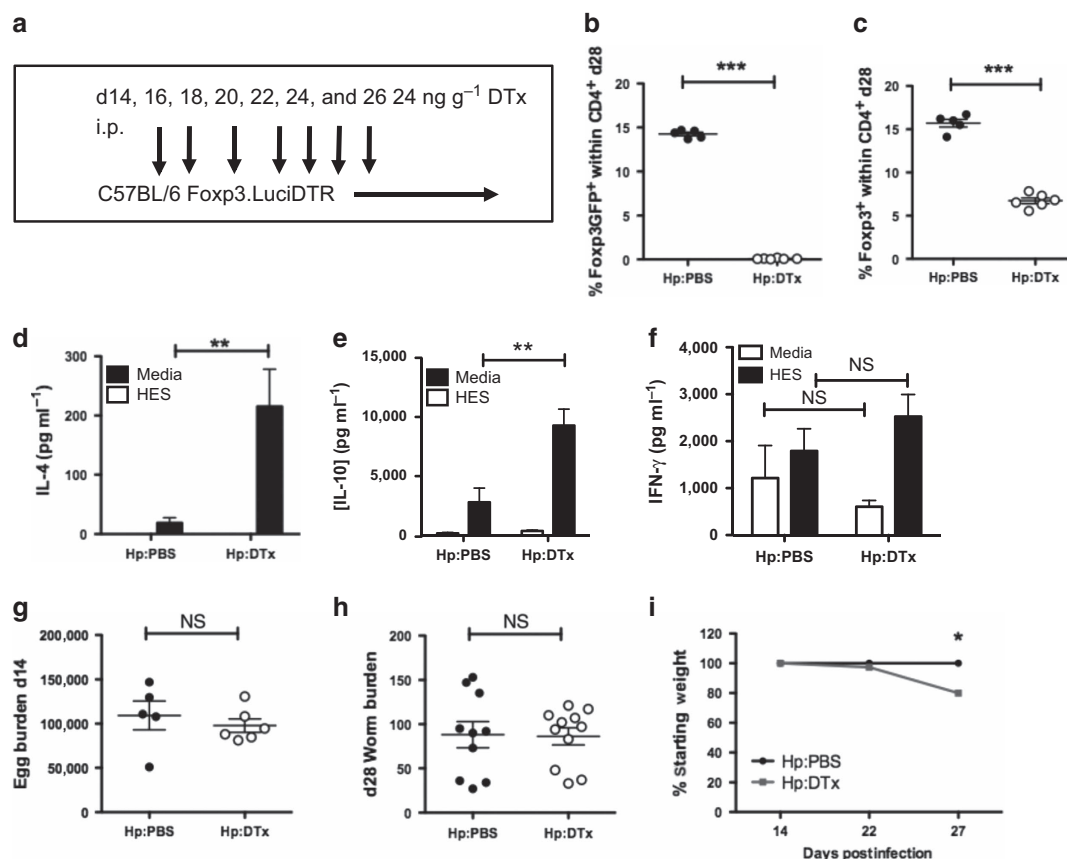 a
d14, 16, 18, 20, 22, 24, and 26 24 ng g⁻¹ DTx
i.p.
C57BL/6 Foxp3.LuciDTR
b
% Foxp3GFP⁺ within CD4⁺ d28
20
15
10
5
0
***
Hp:PBS
Hp:DTx
c
% Foxp3⁺ within CD4⁺ d28
20
15
10
5
0
***
Hp:PBS
Hp:DTx
d
IL-4 (pg ml⁻¹)
300
200
100
0
**
Media
HES
Hp:PBS
Hp:DTx
e
[IL-10] (pg ml⁻¹)
15,000
10,000
5,000
0
**
Media
HES
Hp:PBS
Hp:DTx
f
IFN-γ (pg ml⁻¹)
4,000
3,000
2,000
1,000
0
Media
HES
NS
NS
Hp:PBS
Hp:DTx
g
Egg burden d14
200,000
150,000
100,000
50,000
0
NS
Hp:PBS
Hp:DTx
h
d28 Worm burden
200
150
100
50
0
NS
Hp:PBS
Hp:DTx
i
% Starting weight
120
100
80
60
40
20
0
*
Hp:PBS
Hp:DTx
14
22
27
Days postinfection